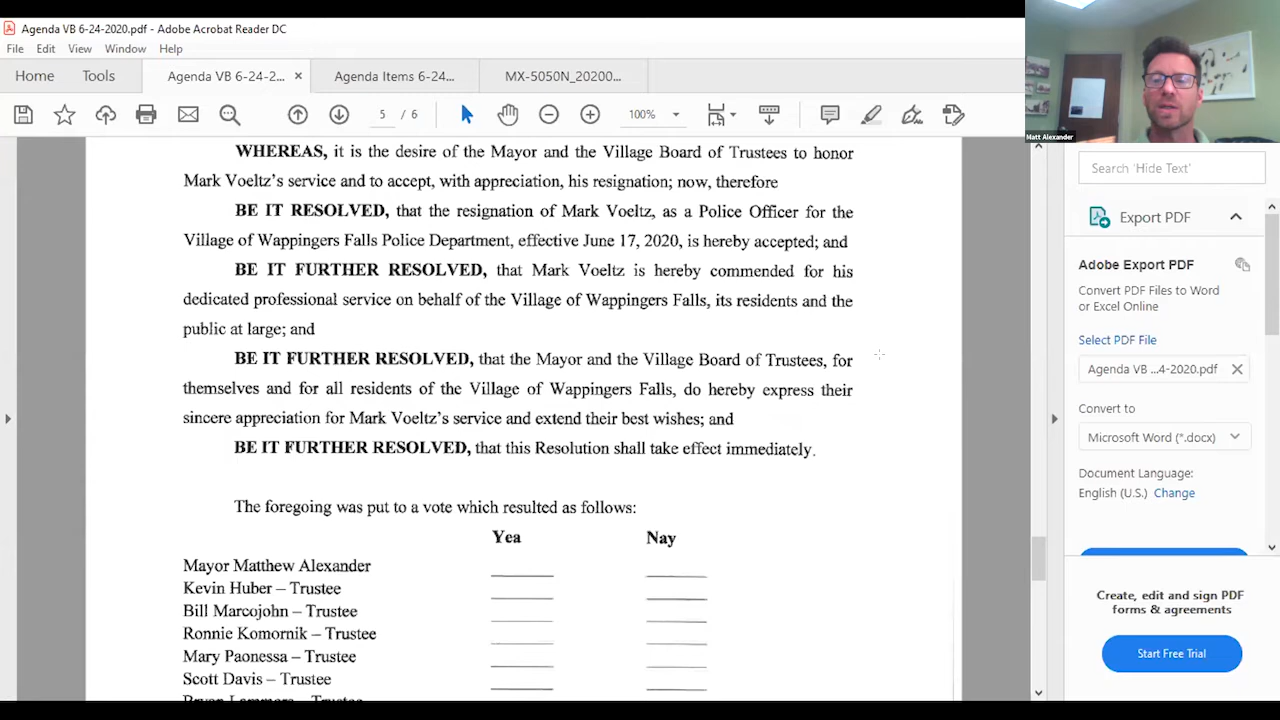 Agenda VB 6-24-2020.pdf - Adobe Acrobat Reader DC
File Edit View Window Help
Home Tools Agenda VB 6-24-2... × Agenda Items 6-24... MX-5050N_20200...
5 / 6 100%
WHEREAS, it is the desire of the Mayor and the Village Board of Trustees to honor
Mark Voeltz's service and to accept, with appreciation, his resignation; now, therefore
BE IT RESOLVED, that the resignation of Mark Voeltz, as a Police Officer for the
Village of Wappingers Falls Police Department, effective June 17, 2020, is hereby accepted; and
BE IT FURTHER RESOLVED, that Mark Voeltz is hereby commended for his
dedicated professional service on behalf of the Village of Wappingers Falls, its residents and the
public at large; and
BE IT FURTHER RESOLVED, that the Mayor and the Village Board of Trustees, for
themselves and for all residents of the Village of Wappingers Falls, do hereby express their
sincere appreciation for Mark Voeltz's service and extend their best wishes; and
BE IT FURTHER RESOLVED, that this Resolution shall take effect immediately.
The foregoing was put to a vote which resulted as follows:
Yea Nay
Mayor Matthew Alexander
Kevin Huber – Trustee
Bill Marcojohn – Trustee
Ronnie Komornik – Trustee
Mary Paonessa – Trustee
Scott Davis – Trustee
Matt Alexander
Search 'Hide Text'
Export PDF
Adobe Export PDF
Convert PDF Files to Word
or Excel Online
Select PDF File
Agenda VB ...4-2020.pdf
Convert to
Microsoft Word (*.docx)
Document Language:
English (U.S.) Change
Create, edit and sign PDF
forms & agreements
Start Free Trial